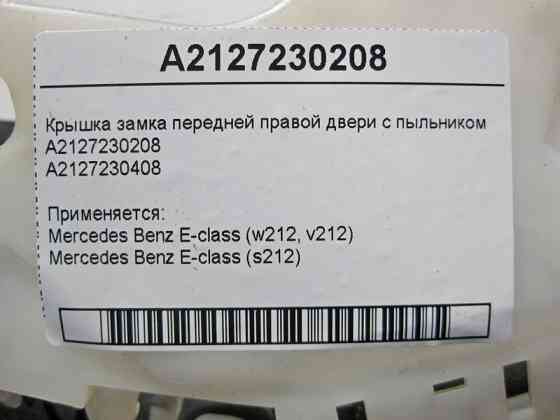 A2127230208
Крышка замка передней правой двери с пыльником
A2127230208
A2127230408
Применяется:
Mercedes Benz E-class (w212, v212)
Mercedes Benz E-class (s212)